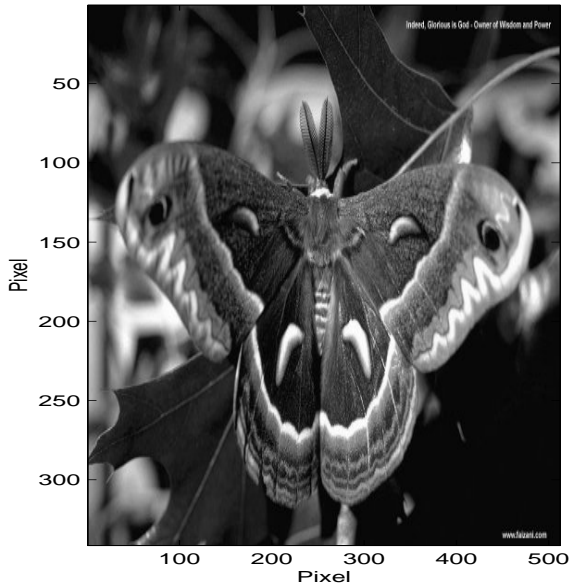 Indeed, Glorious is God - Owner of Wisdom and Power
50
100
150
200
250
300
Pixel
www.faizani.com
100 200 300 400 500
Pixel